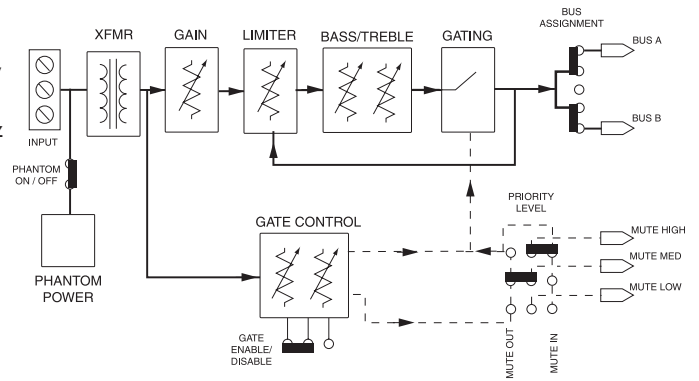 BUS
ASSIGNMENT
XFMR
GAIN
LIMITER
BASS/TREBLE
GATING
BUS A
BUS B
INPUT
PHANTOM
ON / OFF
PHANTOM
POWER
GATE CONTROL
GATE
ENABLE/
DISABLE
PRIORITY
LEVEL
MUTE HIGH
MUTE MED
MUTE LOW
MUTE OUT
MUTE IN